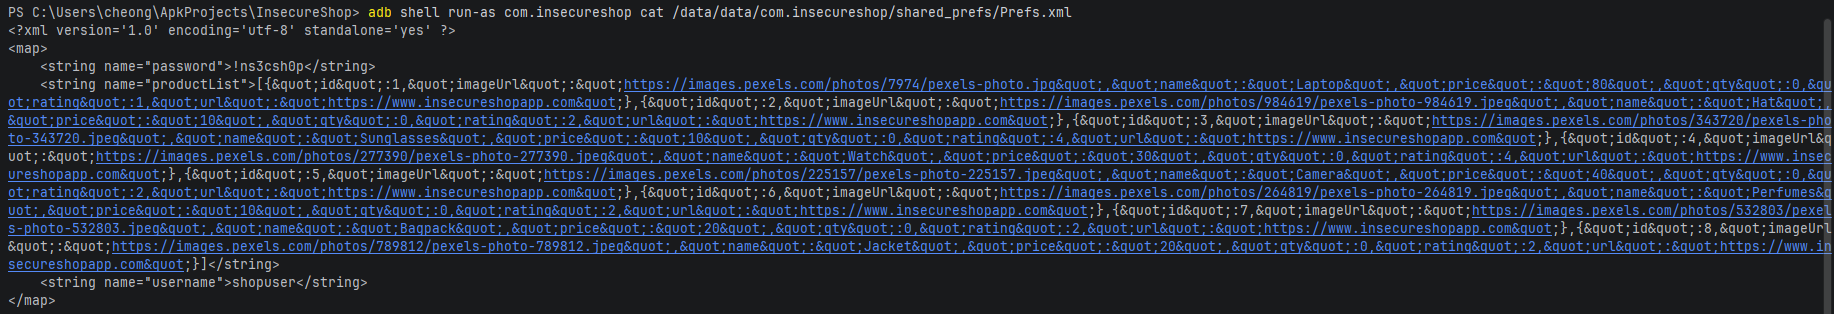 PS C:\Users\cheong\ApkProjects\InsecureShop> adb shell run-as com.insecureshop cat /data/data/com.insecureshop/shared_prefs/Prefs.xml
<?xml version='1.0' encoding='utf-8' standalone='yes' ?>
<map>
    <string name="password">!ns3csh0p</string>
    <string name="productList">[{&quot;id&quot;:1,&quot;imageUrl&quot;:&quot;https://images.pexels.com/photos/7974/pexels-photo.jpg&quot;,&quot;name&quot;:&quot;Laptop&quot;,&quot;price&quot;:&quot;80&quot;,&quot;qty&quot;:0,&qu
ot;rating&quot;:1,&quot;url&quot;:&quot;https://www.insecureshopapp.com&quot;},{&quot;id&quot;:2,&quot;imageUrl&quot;:&quot;https://images.pexels.com/photos/984619/pexels-photo-984619.jpeg&quot;,&quot;name&quot;:&quot;Hat&quot;,
&quot;price&quot;:&quot;10&quot;,&quot;qty&quot;:0,&quot;rating&quot;:2,&quot;url&quot;:&quot;https://www.insecureshopapp.com&quot;},{&quot;id&quot;:3,&quot;imageUrl&quot;:&quot;https://images.pexels.com/photos/343720/pexels-pho
to-343720.jpeg&quot;,&quot;name&quot;:&quot;Sunglasses&quot;,&quot;price&quot;:&quot;10&quot;,&quot;qty&quot;:0,&quot;rating&quot;:4,&quot;url&quot;:&quot;https://www.insecureshopapp.com&quot;},{&quot;id&quot;:4,&quot;imageUrl&q
uot;:&quot;https://images.pexels.com/photos/277390/pexels-photo-277390.jpeg&quot;,&quot;name&quot;:&quot;Watch&quot;,&quot;price&quot;:&quot;30&quot;,&quot;qty&quot;:0,&quot;rating&quot;:4,&quot;url&quot;:&quot;https://www.insec
ureshopapp.com&quot;},{&quot;id&quot;:5,&quot;imageUrl&quot;:&quot;https://images.pexels.com/photos/225157/pexels-photo-225157.jpeg&quot;,&quot;name&quot;:&quot;Camera&quot;,&quot;price&quot;:&quot;40&quot;,&quot;qty&quot;:0,&qu
ot;rating&quot;:2,&quot;url&quot;:&quot;https://www.insecureshopapp.com&quot;},{&quot;id&quot;:6,&quot;imageUrl&quot;:&quot;https://images.pexels.com/photos/264819/pexels-photo-264819.jpeg&quot;,&quot;name&quot;:&quot;Perfumes&q
uot;,&quot;price&quot;:&quot;10&quot;,&quot;qty&quot;:0,&quot;rating&quot;:2,&quot;url&quot;:&quot;https://www.insecureshopapp.com&quot;},{&quot;id&quot;:7,&quot;imageUrl&quot;:&quot;https://images.pexels.com/photos/532803/pexel
s-photo-532803.jpeg&quot;,&quot;name&quot;:&quot;Bagpack&quot;,&quot;price&quot;:&quot;20&quot;,&quot;qty&quot;:0,&quot;rating&quot;:2,&quot;url&quot;:&quot;https://www.insecureshopapp.com&quot;},{&quot;id&quot;:8,&quot;imageUrl
&quot;:&quot;https://images.pexels.com/photos/789812/pexels-photo-789812.jpeg&quot;,&quot;name&quot;:&quot;Jacket&quot;,&quot;price&quot;:&quot;20&quot;,&quot;qty&quot;:0,&quot;rating&quot;:2,&quot;url&quot;:&quot;https://www.in
secureshopapp.com&quot;}]</string>
    <string name="username">shopuser</string>
</map>